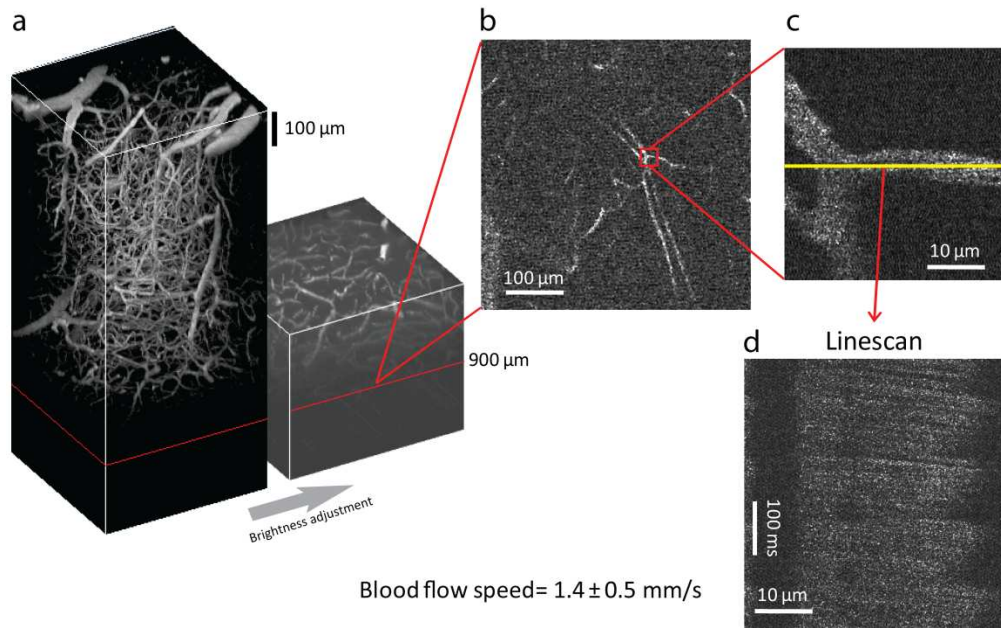 a
100 µm
900 µm
Brightness adjustment
b
100 µm
c
10 µm
d
Linescan
100 ms
10 µm
Blood flow speed= 1.4 ± 0.5 mm/s